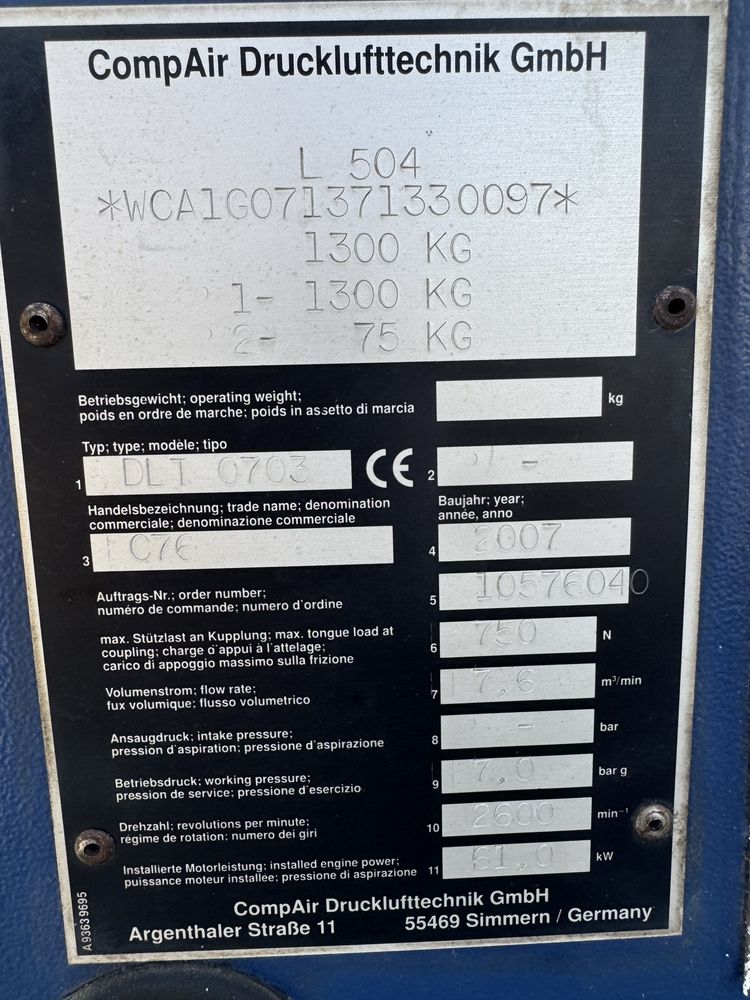 CompAir Drucklufttechnik GmbH
L 504
*WCA1G071371330097*
1300 KG
1- 1300 KG
2- 75 KG
Betriebsgewicht; operating weight;
poids en ordre de marche; poids in assetto di marcia
kg
Typ; type; modèle; tipo
1 DLT 0703 CE 2 -
Handelsbezeichnung; trade name; denomination
commerciale; denominazione commerciale
3 C76
Baujahr; year;
année, anno
4 2007
Auftrags-Nr.; order number;
numéro de commande; numero d'ordine
5 10576040
max. Stützlast an Kupplung; max. tongue load at
coupling; charge d'appui à l'attelage;
carico di appoggio massimo sulla frizione
6 750 N
Volumenstrom; flow rate;
fux volumique; flusso volumetrico
7 7,6 m³/min
Ansaugdruck; intake pressure;
pression d'aspiration; pressione d'aspirazione
8 - bar
Betriebsdruck; working pressure;
pression de service; pressione d'esercizio
9 7,0 bar g
Drehzahl; revolutions per minute;
régime de rotation; numero dei giri
10 2600 min⁻¹
Installierte Motorleistung; installed engine power;
puissance moteur installee; pressione di aspirazione
11 61,0 kW
CompAir Drucklufttechnik GmbH
Argenthaler Straße 11 55469 Simmern / Germany
A93639695